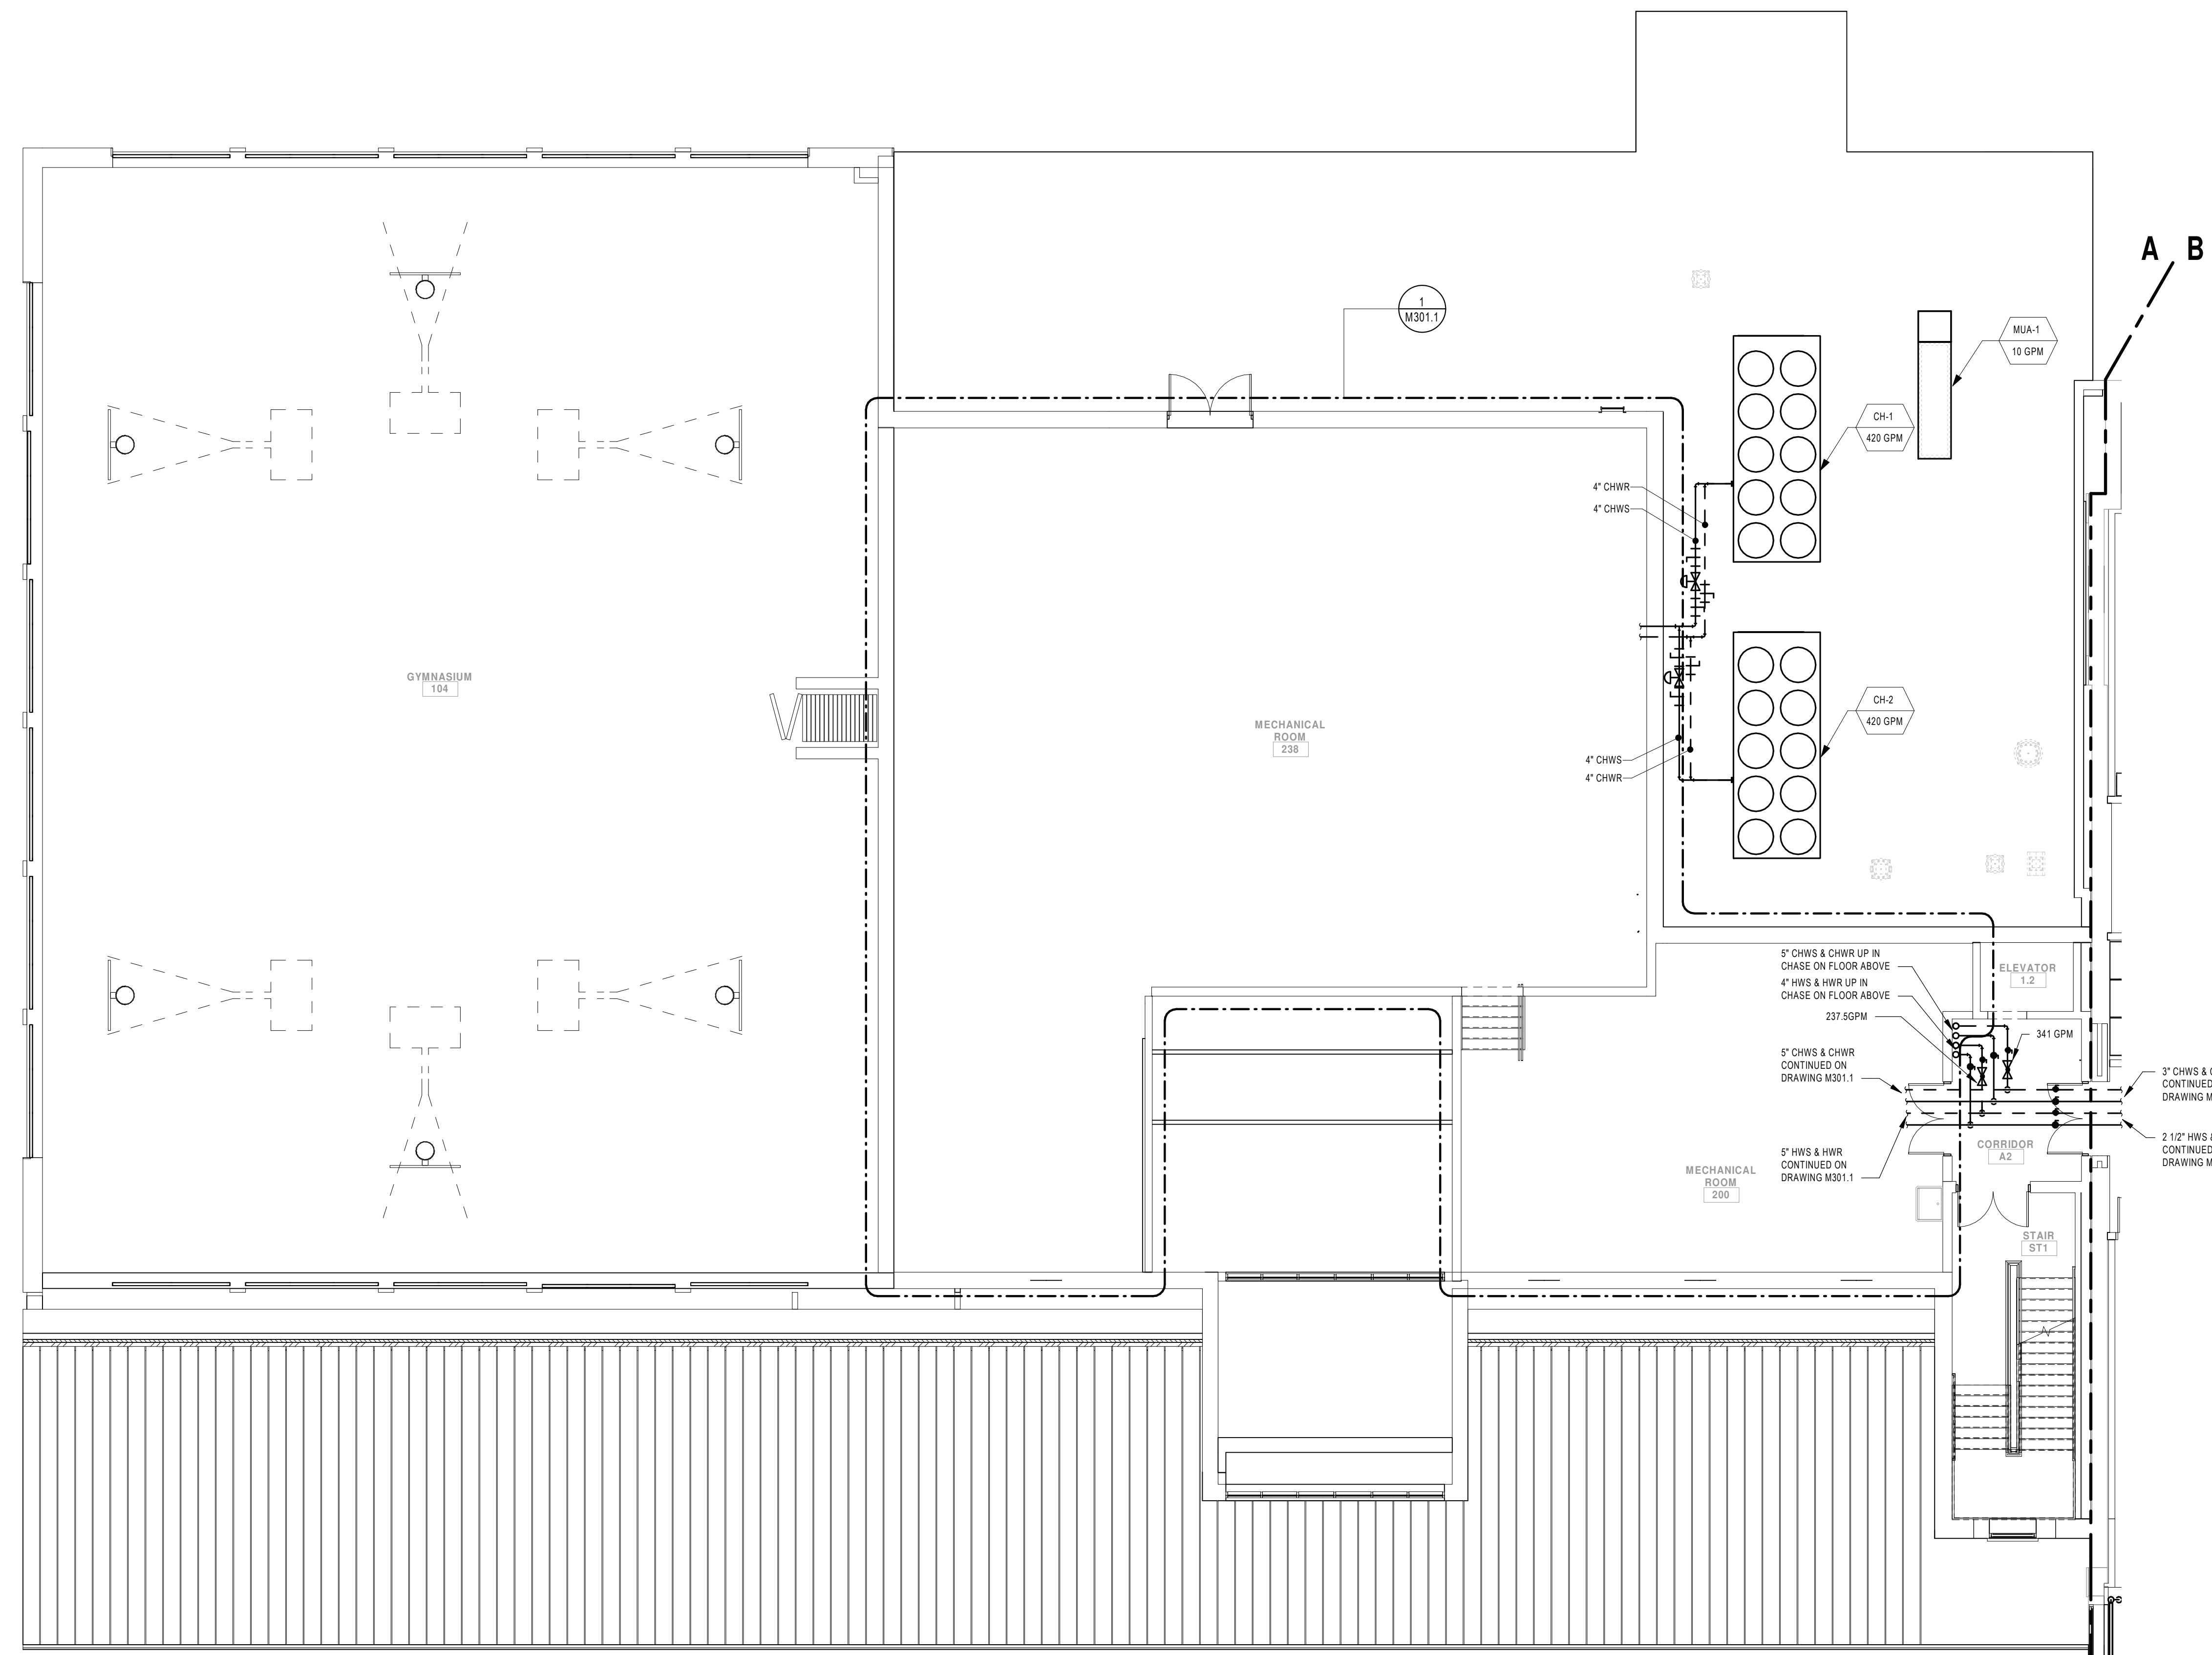 A B
1
M301.1
MUA-1
10 GPM
CH-1
420 GPM
4" CHWR
4" CHWS
GYMNASIUM
104
MECHANICAL
ROOM
238
CH-2
420 GPM
4" CHWS
4" CHWR
5" CHWS & CHWR UP IN
CHASE ON FLOOR ABOVE
4" HWS & HWR UP IN
CHASE ON FLOOR ABOVE
237.5GPM
ELEVATOR
1.2
341 GPM
5" CHWS & CHWR
CONTINUED ON
DRAWING M301.1
3" CHWS &
CONTINUED
DRAWING
5" HWS & HWR
CONTINUED ON
DRAWING M301.1
2 1/2" HWS
CONTINUED
DRAWING
CORRIDOR
A2
MECHANICAL
ROOM
200
STAIR
ST1